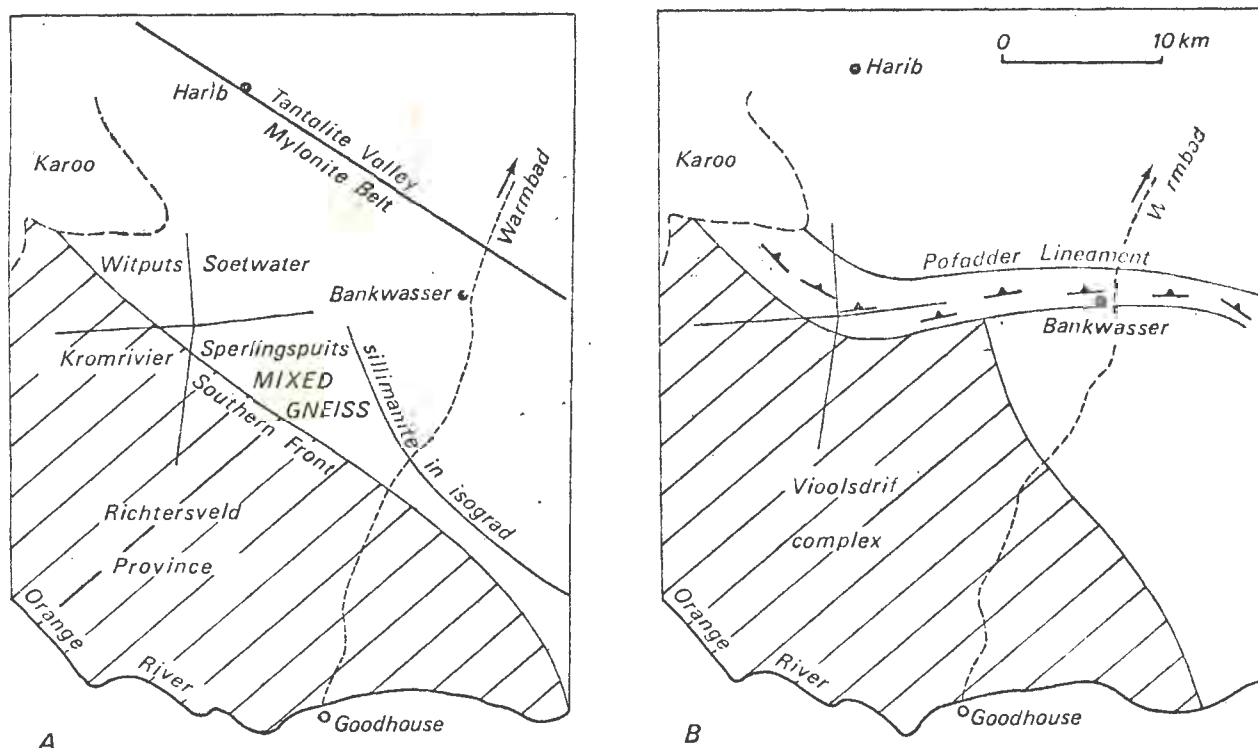 Harib
Tantalite Valley
Mylonite Belt
Karoo
Warmbad
Witputs
Soetwater
Bankwasser
Kromrivier
Sperlingspuits
MIXED
GNEISS
sillimanite in isograd
Southern Front
Richtersveld
Province
Orange
River
Goodhouse
A
0
10 km
Harib
Karoo
Pofadder Lineament
Bankwasser
Vioolsdrif
complex
Orange
River
Goodhouse
B